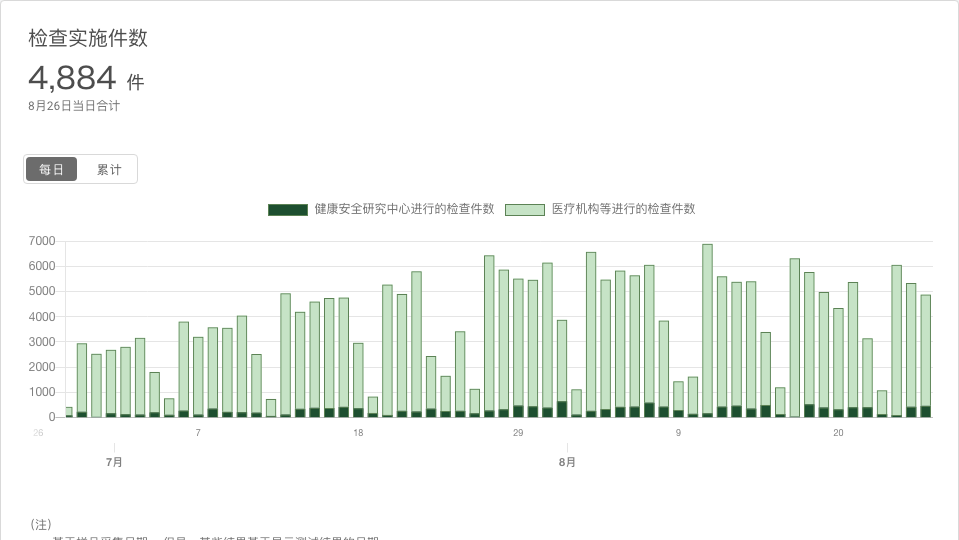 检查实施件数
4,884 件
8月26日当日合计
每日 累计
健康安全研究中心进行的检查件数 医疗机构等进行的检查件数
7000
6000
5000
4000
3000
2000
1000
0
26 7 18 29 9 20
7月 8月
(注)